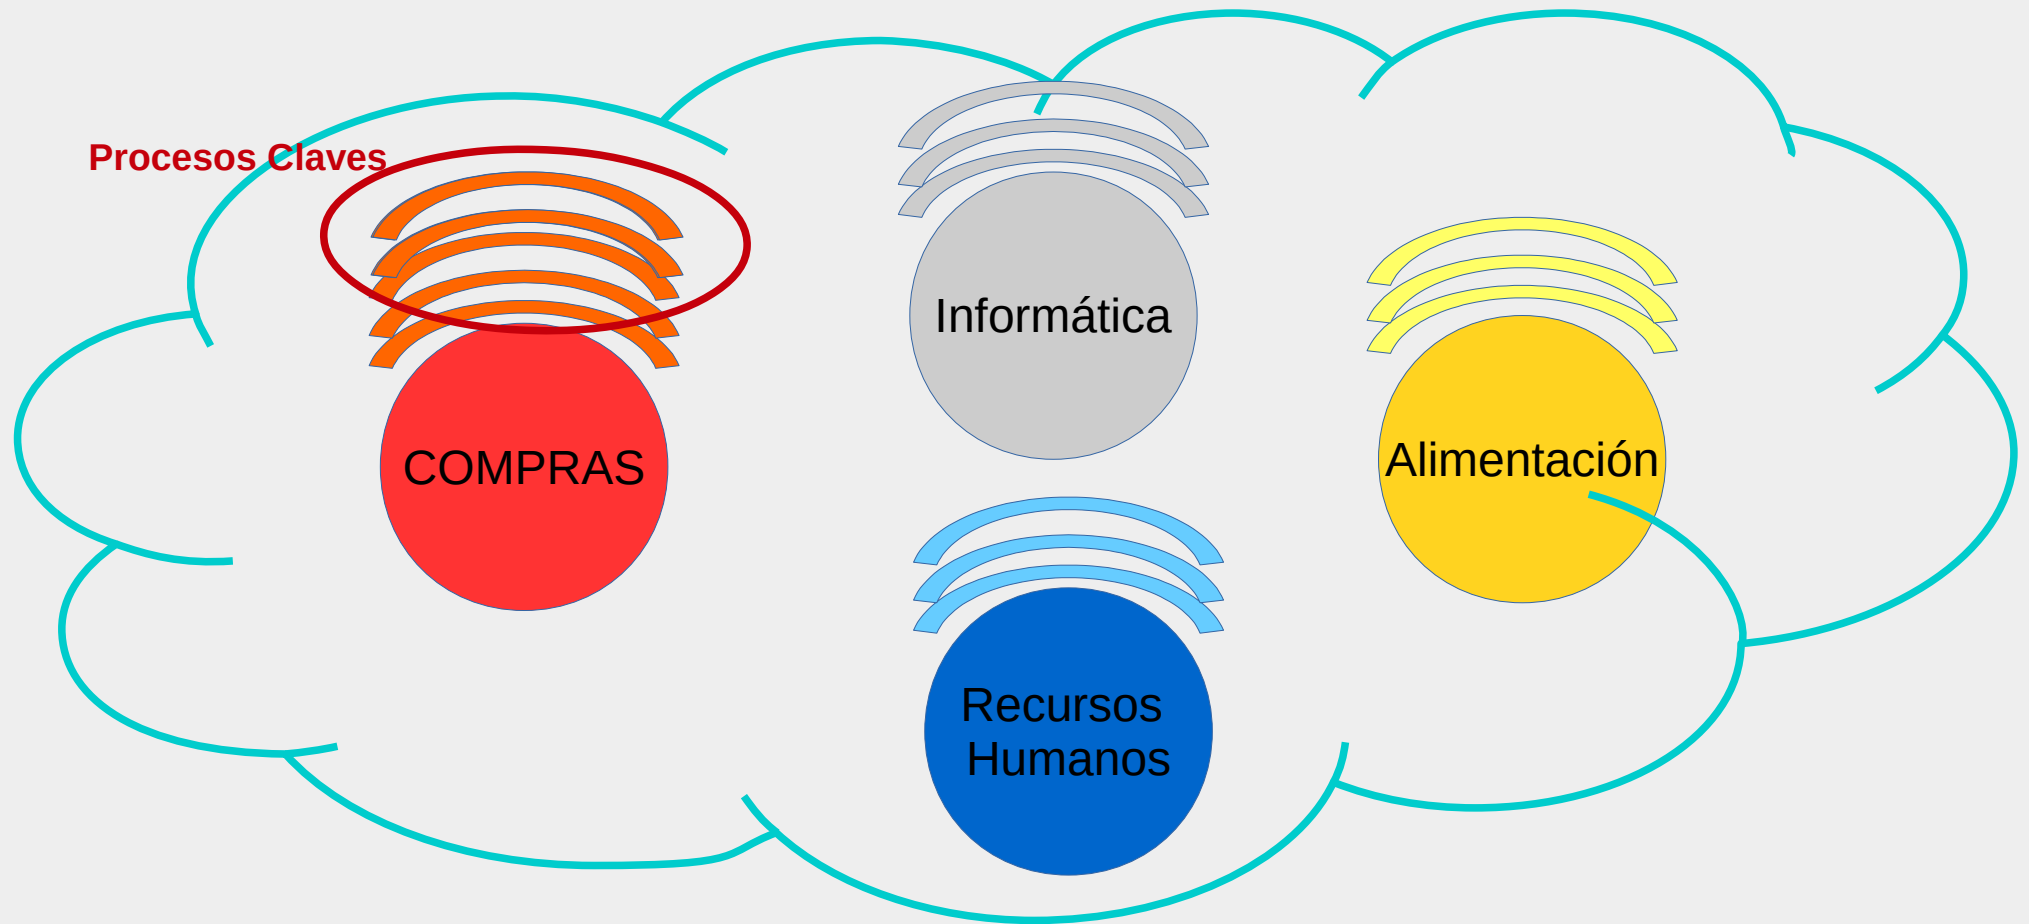 Procesos Claves
Informática
COMPRAS
Alimentación
Recursos
Humanos